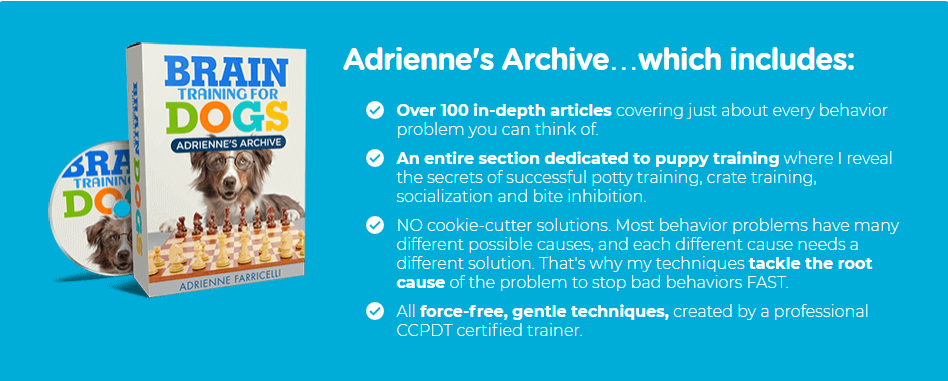 Adrienne's Archive...which includes:
BRAIN
TRAINING FOR
DOGS
ADRIENNE'S ARCHIVE
ADRIENNE FARRICELLI
BRAIN TRAINING FOR DOGS
BRA
TRAINING
DO
Over 100 in-depth articles covering just about every behavior
problem you can think of.
An entire section dedicated to puppy training where I reveal
the secrets of successful potty training, crate training,
socialization and bite inhibition.
NO cookie-cutter solutions. Most behavior problems have many
different possible causes, and each different cause needs a
different solution. That's why my techniques tackle the root
cause of the problem to stop bad behaviors FAST.
All force-free, gentle techniques, created by a professional
CCPDT certified trainer.